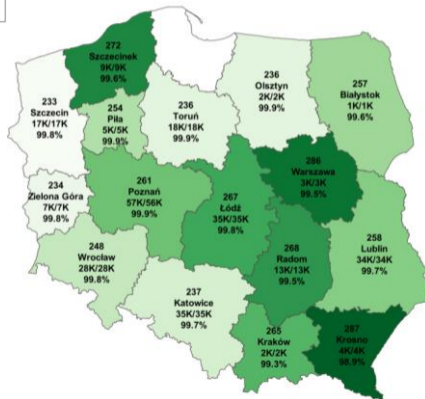 272
Szczecinek
9K/9K
99.6%
233
Szczecin
17K/17K
99.8%
254
Piła
5K/5K
99.9%
236
Toruń
18K/18K
99.9%
236
Olsztyn
2K/2K
99.9%
257
Białystok
1K/1K
99.6%
234
Zielona Góra
7K/7K
99.8%
261
Poznań
57K/56K
99.9%
267
Łódź
35K/35K
99.8%
286
Warszawa
3K/3K
99.5%
248
Wrocław
28K/28K
99.8%
268
Radom
13K/13K
99.5%
258
Lublin
34K/34K
99.7%
237
Katowice
35K/35K
99.7%
265
Kraków
2K/2K
99.3%
287
Krosno
4K/4K
98.9%